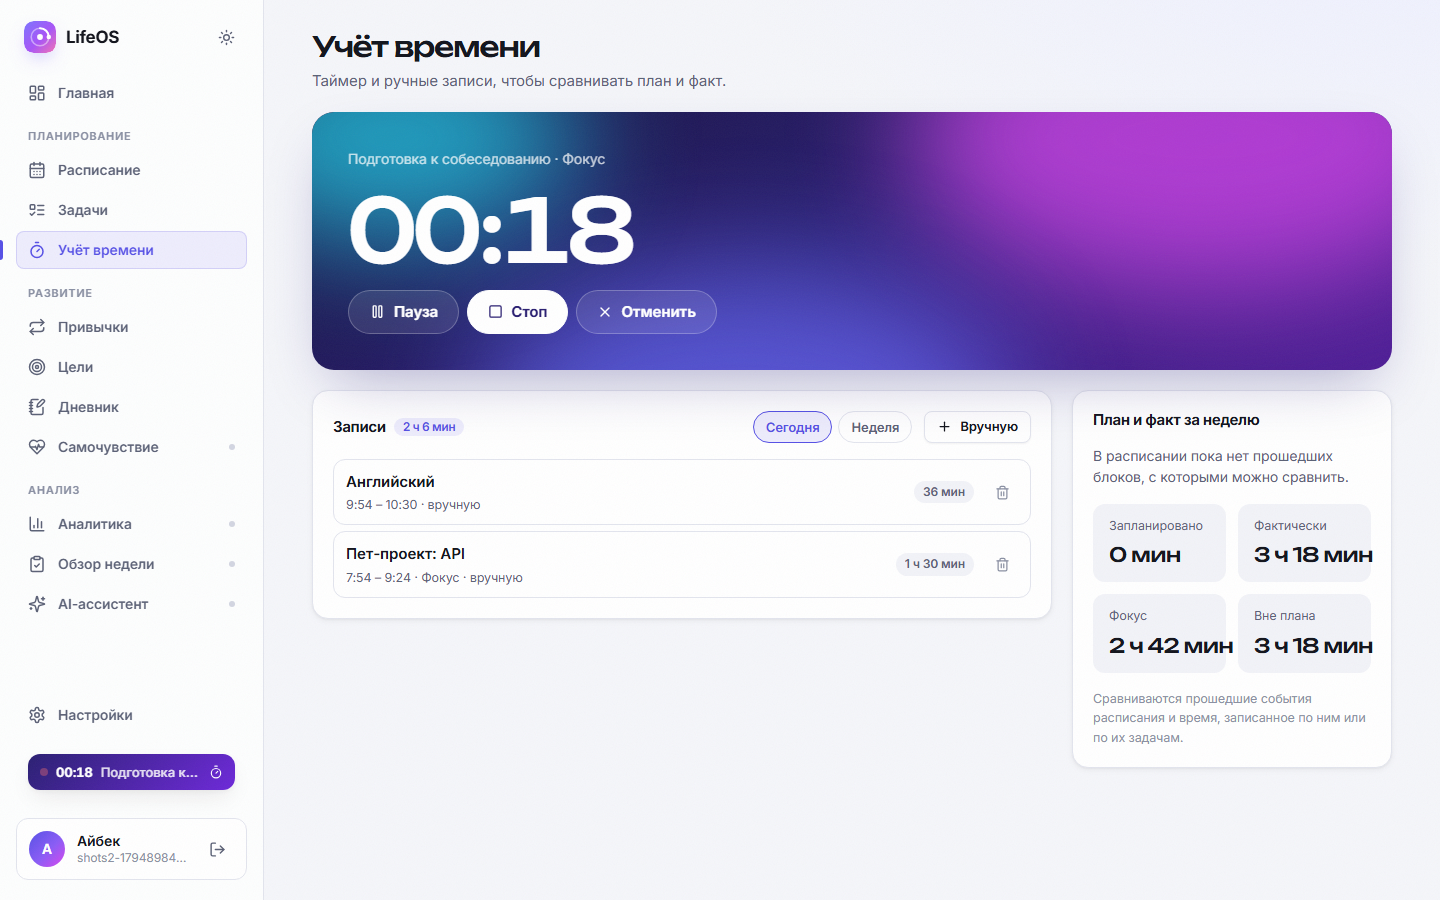 LifeOS
Главная
ПЛАНИРОВАНИЕ
Расписание
Задачи
Учёт времени
РАЗВИТИЕ
Привычки
Цели
Дневник
Самочувствие
АНАЛИЗ
Аналитика
Обзор недели
AI-ассистент
Настройки
00:18 Подготовка к...
А
Айбек
shots2-17948984...
Учёт времени
Таймер и ручные записи, чтобы сравнивать план и факт.
Подготовка к собеседованию · Фокус
00:18
Пауза Стоп Отменить
Записи 2 ч 6 мин Сегодня Неделя + Вручную
Английский
9:54 – 10:30 · вручную
36 мин
Пет-проект: API
7:54 – 9:24 · Фокус · вручную
1 ч 30 мин
План и факт за неделю
В расписании пока нет прошедших
блоков, с которыми можно сравнить.
Запланировано
0 мин
Фактически
3 ч 18 мин
Фокус
2 ч 42 мин
Вне плана
3 ч 18 мин
Сравниваются прошедшие события
расписания и время, записанное по ним или
по их задачам.